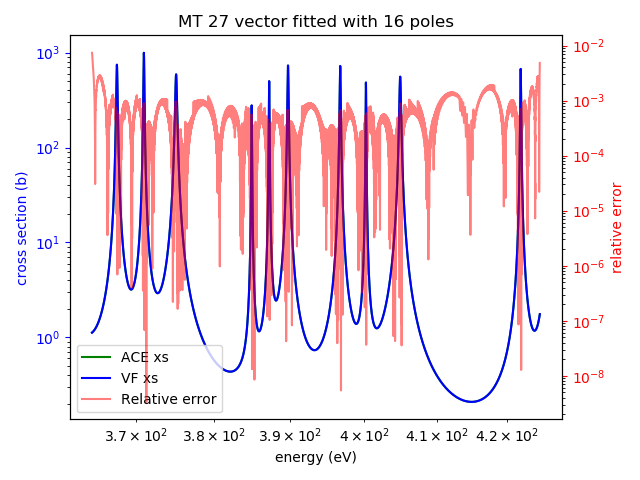 MT 27 vector fitted with 16 poles
10³
10²
10¹
10⁰
cross section (b)
10⁻²
10⁻³
10⁻⁴
10⁻⁵
10⁻⁶
10⁻⁷
10⁻⁸
relative error
ACE xs
VF xs
Relative error
3.7 × 10² 3.8 × 10² 3.9 × 10² 4 × 10² 4.1 × 10² 4.2 × 10²
energy (eV)